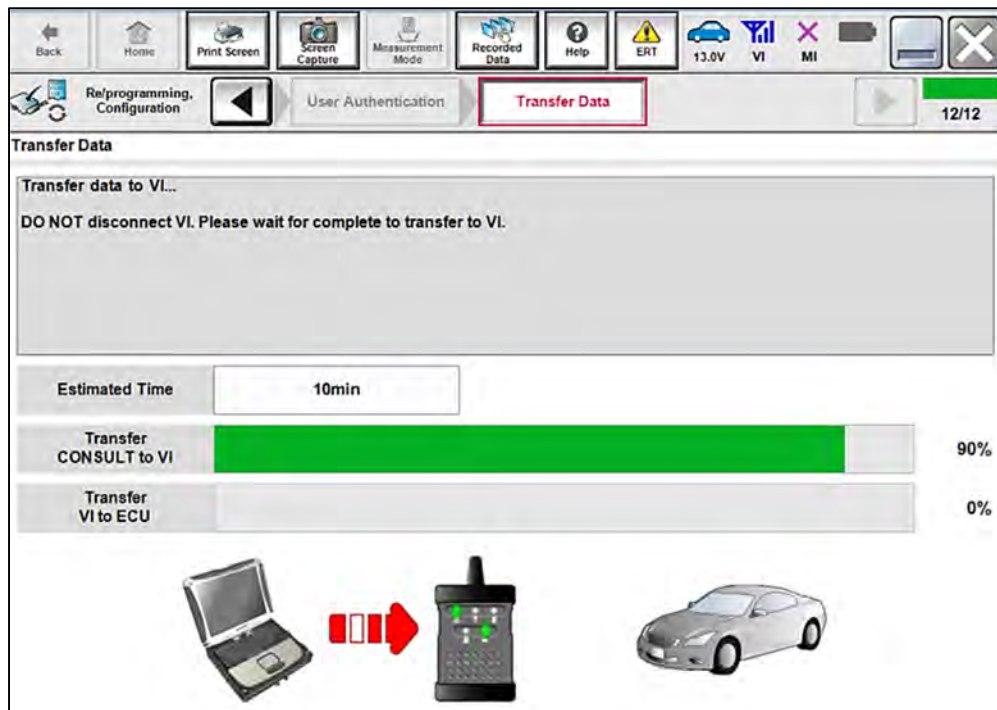 Back
Home
Print Screen
Screen
Capture
Measurement
Mode
Recorded
Data
Help
ERT
13.0V
VI
MI
Re/programming,
Configuration
User Authentication
Transfer Data
12/12
Transfer Data
Transfer data to VI...
DO NOT disconnect VI. Please wait for complete to transfer to VI.
Estimated Time
10min
Transfer
CONSULT to VI
90%
Transfer
VI to ECU
0%